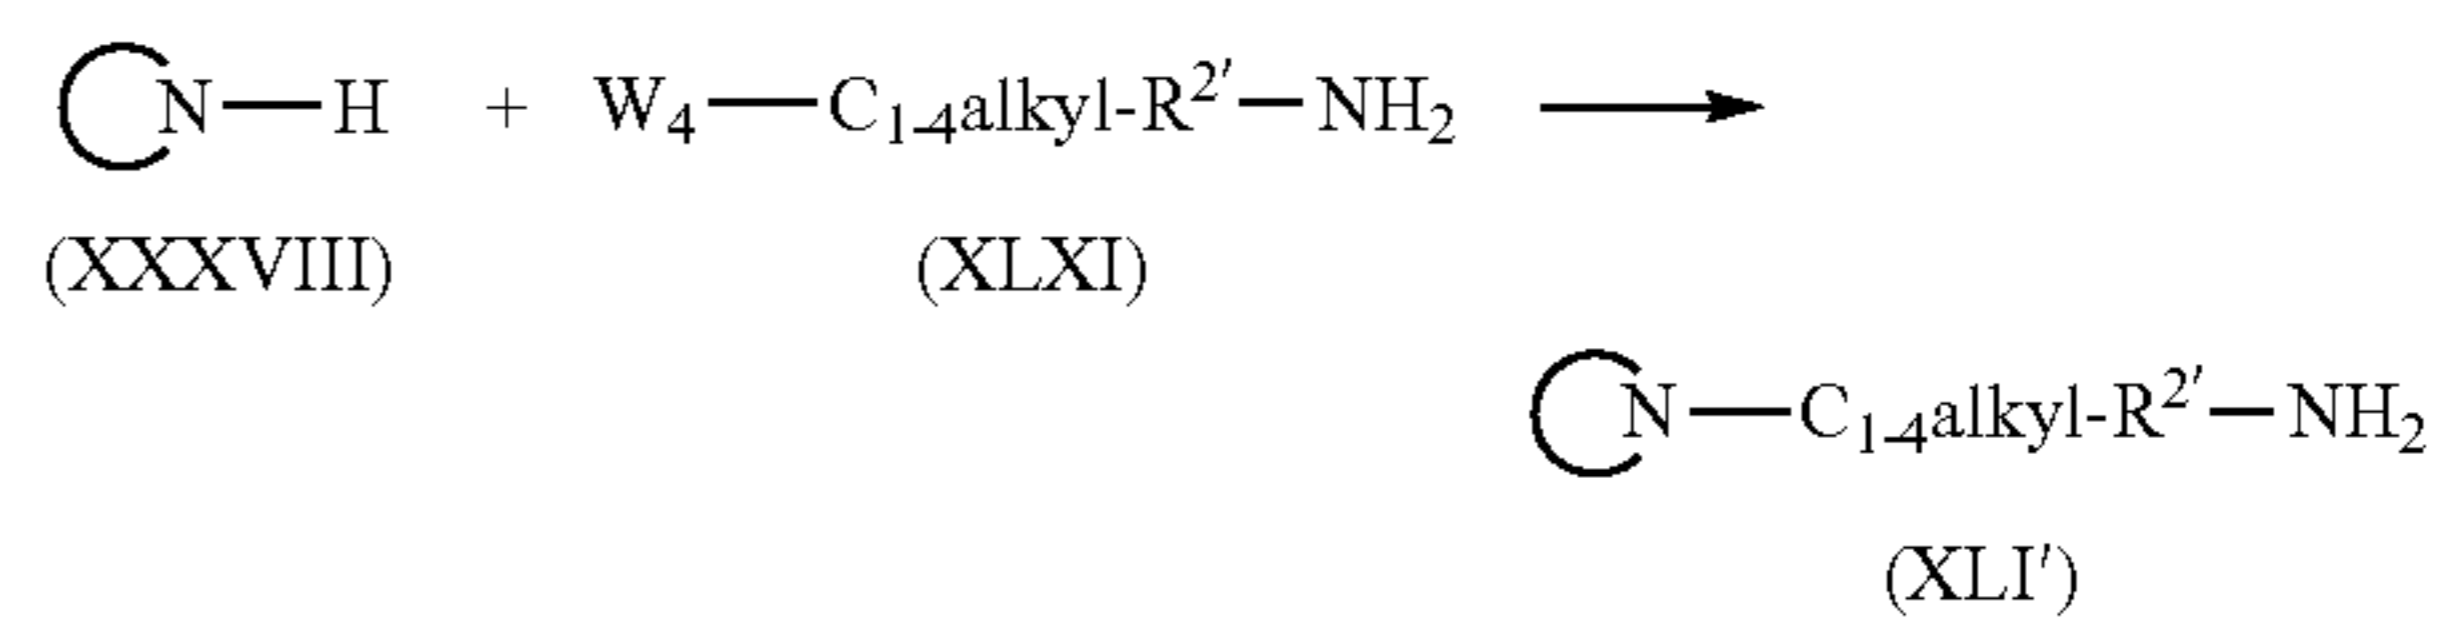 N—H + W₄—C₁₋₄alkyl-R²′—NH₂
(XXXVIII) (XLXI)
N—C₁₋₄alkyl-R²′—NH₂
(XLI′)